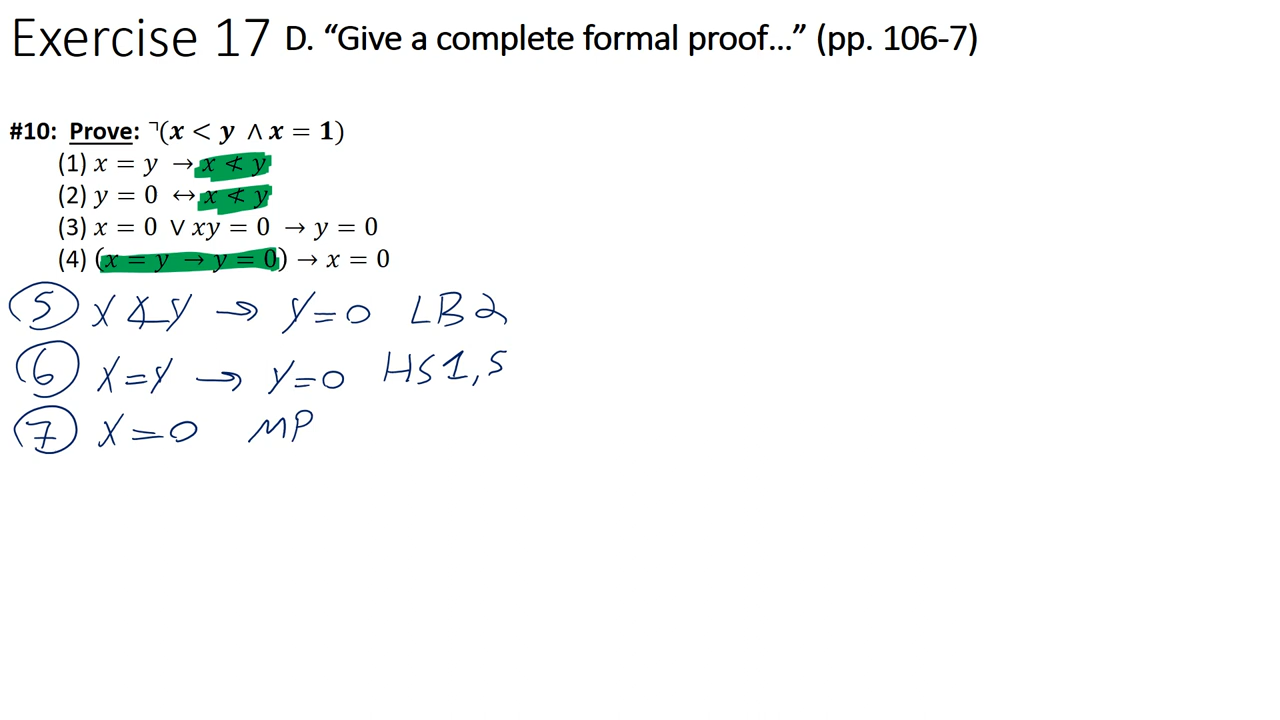 Exercise 17 D. “Give a complete formal proof…” (pp. 106-7)
#10: Prove: ¬(x < y ∧ x = 1)
(1) x = y → x ≮ y
(2) y = 0 ↔ x ≮ y
(3) x = 0 ∨ xy = 0 → y = 0
(4) (x = y → y = 0) → x = 0
5 x ≮ y → y = 0 LB2
6 x = y → y = 0 HS1,5
7 x = 0 MP